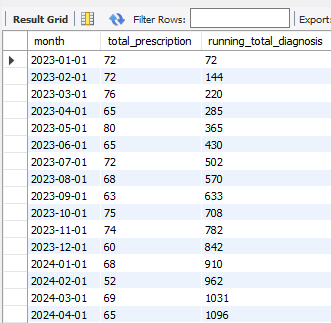 Result Grid Filter Rows: Export:
month total_prescription running_total_diagnosis
2023-01-01 72 72
2023-02-01 72 144
2023-03-01 76 220
2023-04-01 65 285
2023-05-01 80 365
2023-06-01 65 430
2023-07-01 72 502
2023-08-01 68 570
2023-09-01 63 633
2023-10-01 75 708
2023-11-01 74 782
2023-12-01 60 842
2024-01-01 68 910
2024-02-01 52 962
2024-03-01 69 1031
2024-04-01 65 1096